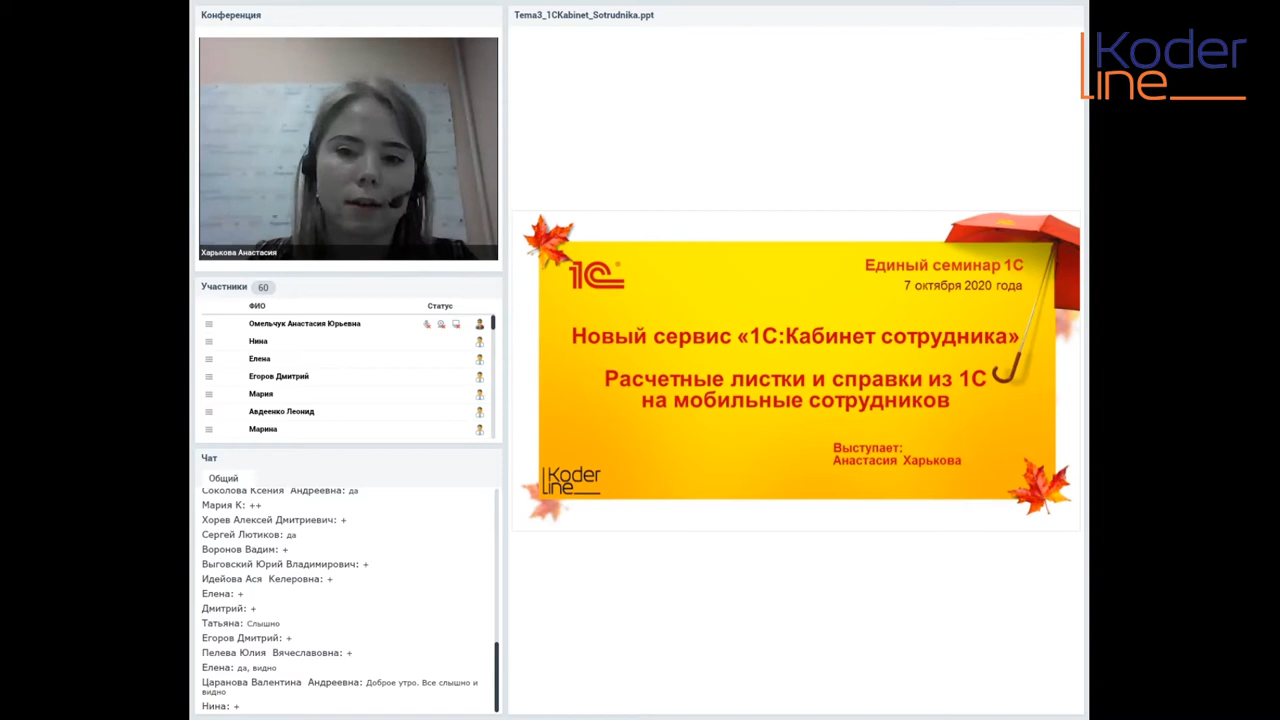 Конференция
Харькова Анастасия
Участники 60
ФИО Статус
Омельчук Анастасия Юрьевна
Нина
Елена
Егоров Дмитрий
Мария
Авдеенко Леонид
Марина
Чат
Общий
Соколова Ксения Андреевна: да
Мария К: ++
Хорев Алексей Дмитриевич: +
Сергей Лютиков: да
Воронов Вадим: +
Выговский Юрий Владимирович: +
Идейова Ася Келеровна: +
Елена: +
Дмитрий: +
Татьяна: Слышно
Егоров Дмитрий: +
Пелева Юлия Вячеславовна: +
Елена: да, видно
Царанова Валентина Андреевна: Доброе утро. Все слышно и
видно
Нина: +
Tema3_1CKabinet_Sotrudnika.ppt
Koder
line
1С®
Единый семинар 1С
7 октября 2020 года
Новый сервис «1С:Кабинет сотрудника»
Расчетные листки и справки из 1С
на мобильные сотрудников
Выступает:
Анастасия Харькова
Koder
line